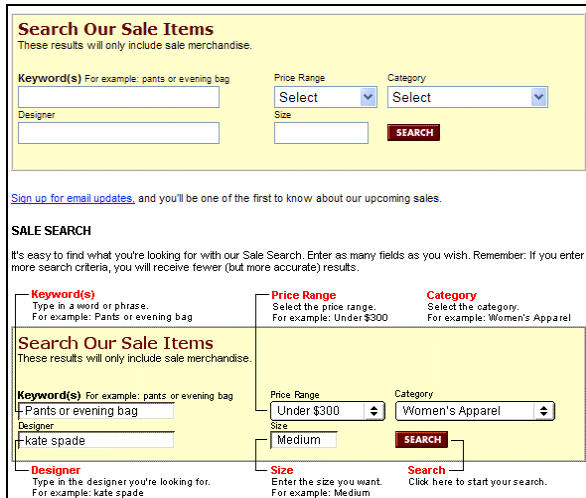 Search Our Sale Items
These results will only include sale merchandise.
Keyword(s) For example: pants or evening bag
Price Range
Category
Select
Select
Designer
Size
SEARCH
Sign up for email updates, and you'll be one of the first to know about our upcoming sales.
SALE SEARCH
It's easy to find what you're looking for with our Sale Search. Enter as many fields as you wish. Remember: If you enter
more search criteria, you will receive fewer (but more accurate) results.
Keyword(s)
Type in a word or phrase.
For example: Pants or evening bag
Price Range
Select the price range.
For example: Under $300
Category
Select the category.
For example: Women's Apparel
Search Our Sale Items
These results will only include sale merchandise.
Keyword(s) For example: pants or evening bag
Price Range
Category
Pants or evening bag
Under $300
Women's Apparel
Designer
Size
kate spade
Medium
SEARCH
Designer
Type in the designer you're looking for.
For example: kate spade
Size
Enter the size you want.
For example: Medium
Search
Click here to start your search.